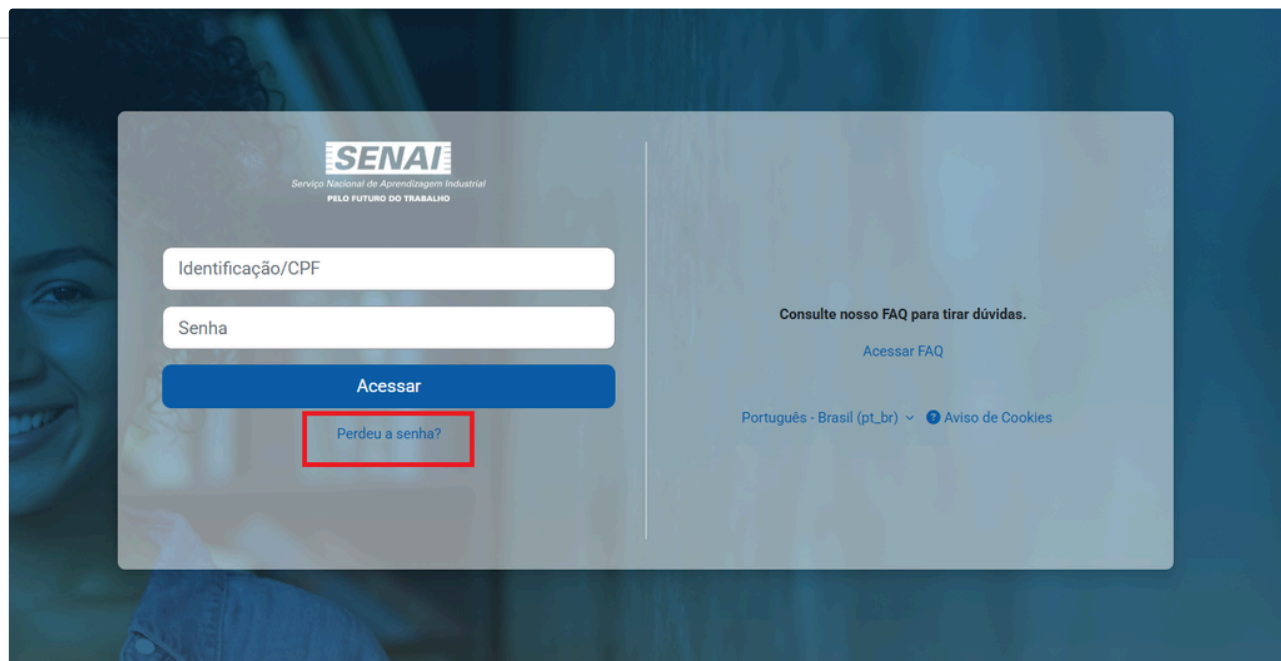 SENAI
Serviço Nacional de Aprendizagem Industrial
PELO FUTURO DO TRABALHO
Identificação/CPF
Senha
Acessar
Perdeu a senha?
Consulte nosso FAQ para tirar dúvidas.
Acessar FAQ
Português - Brasil (pt_br) Aviso de Cookies